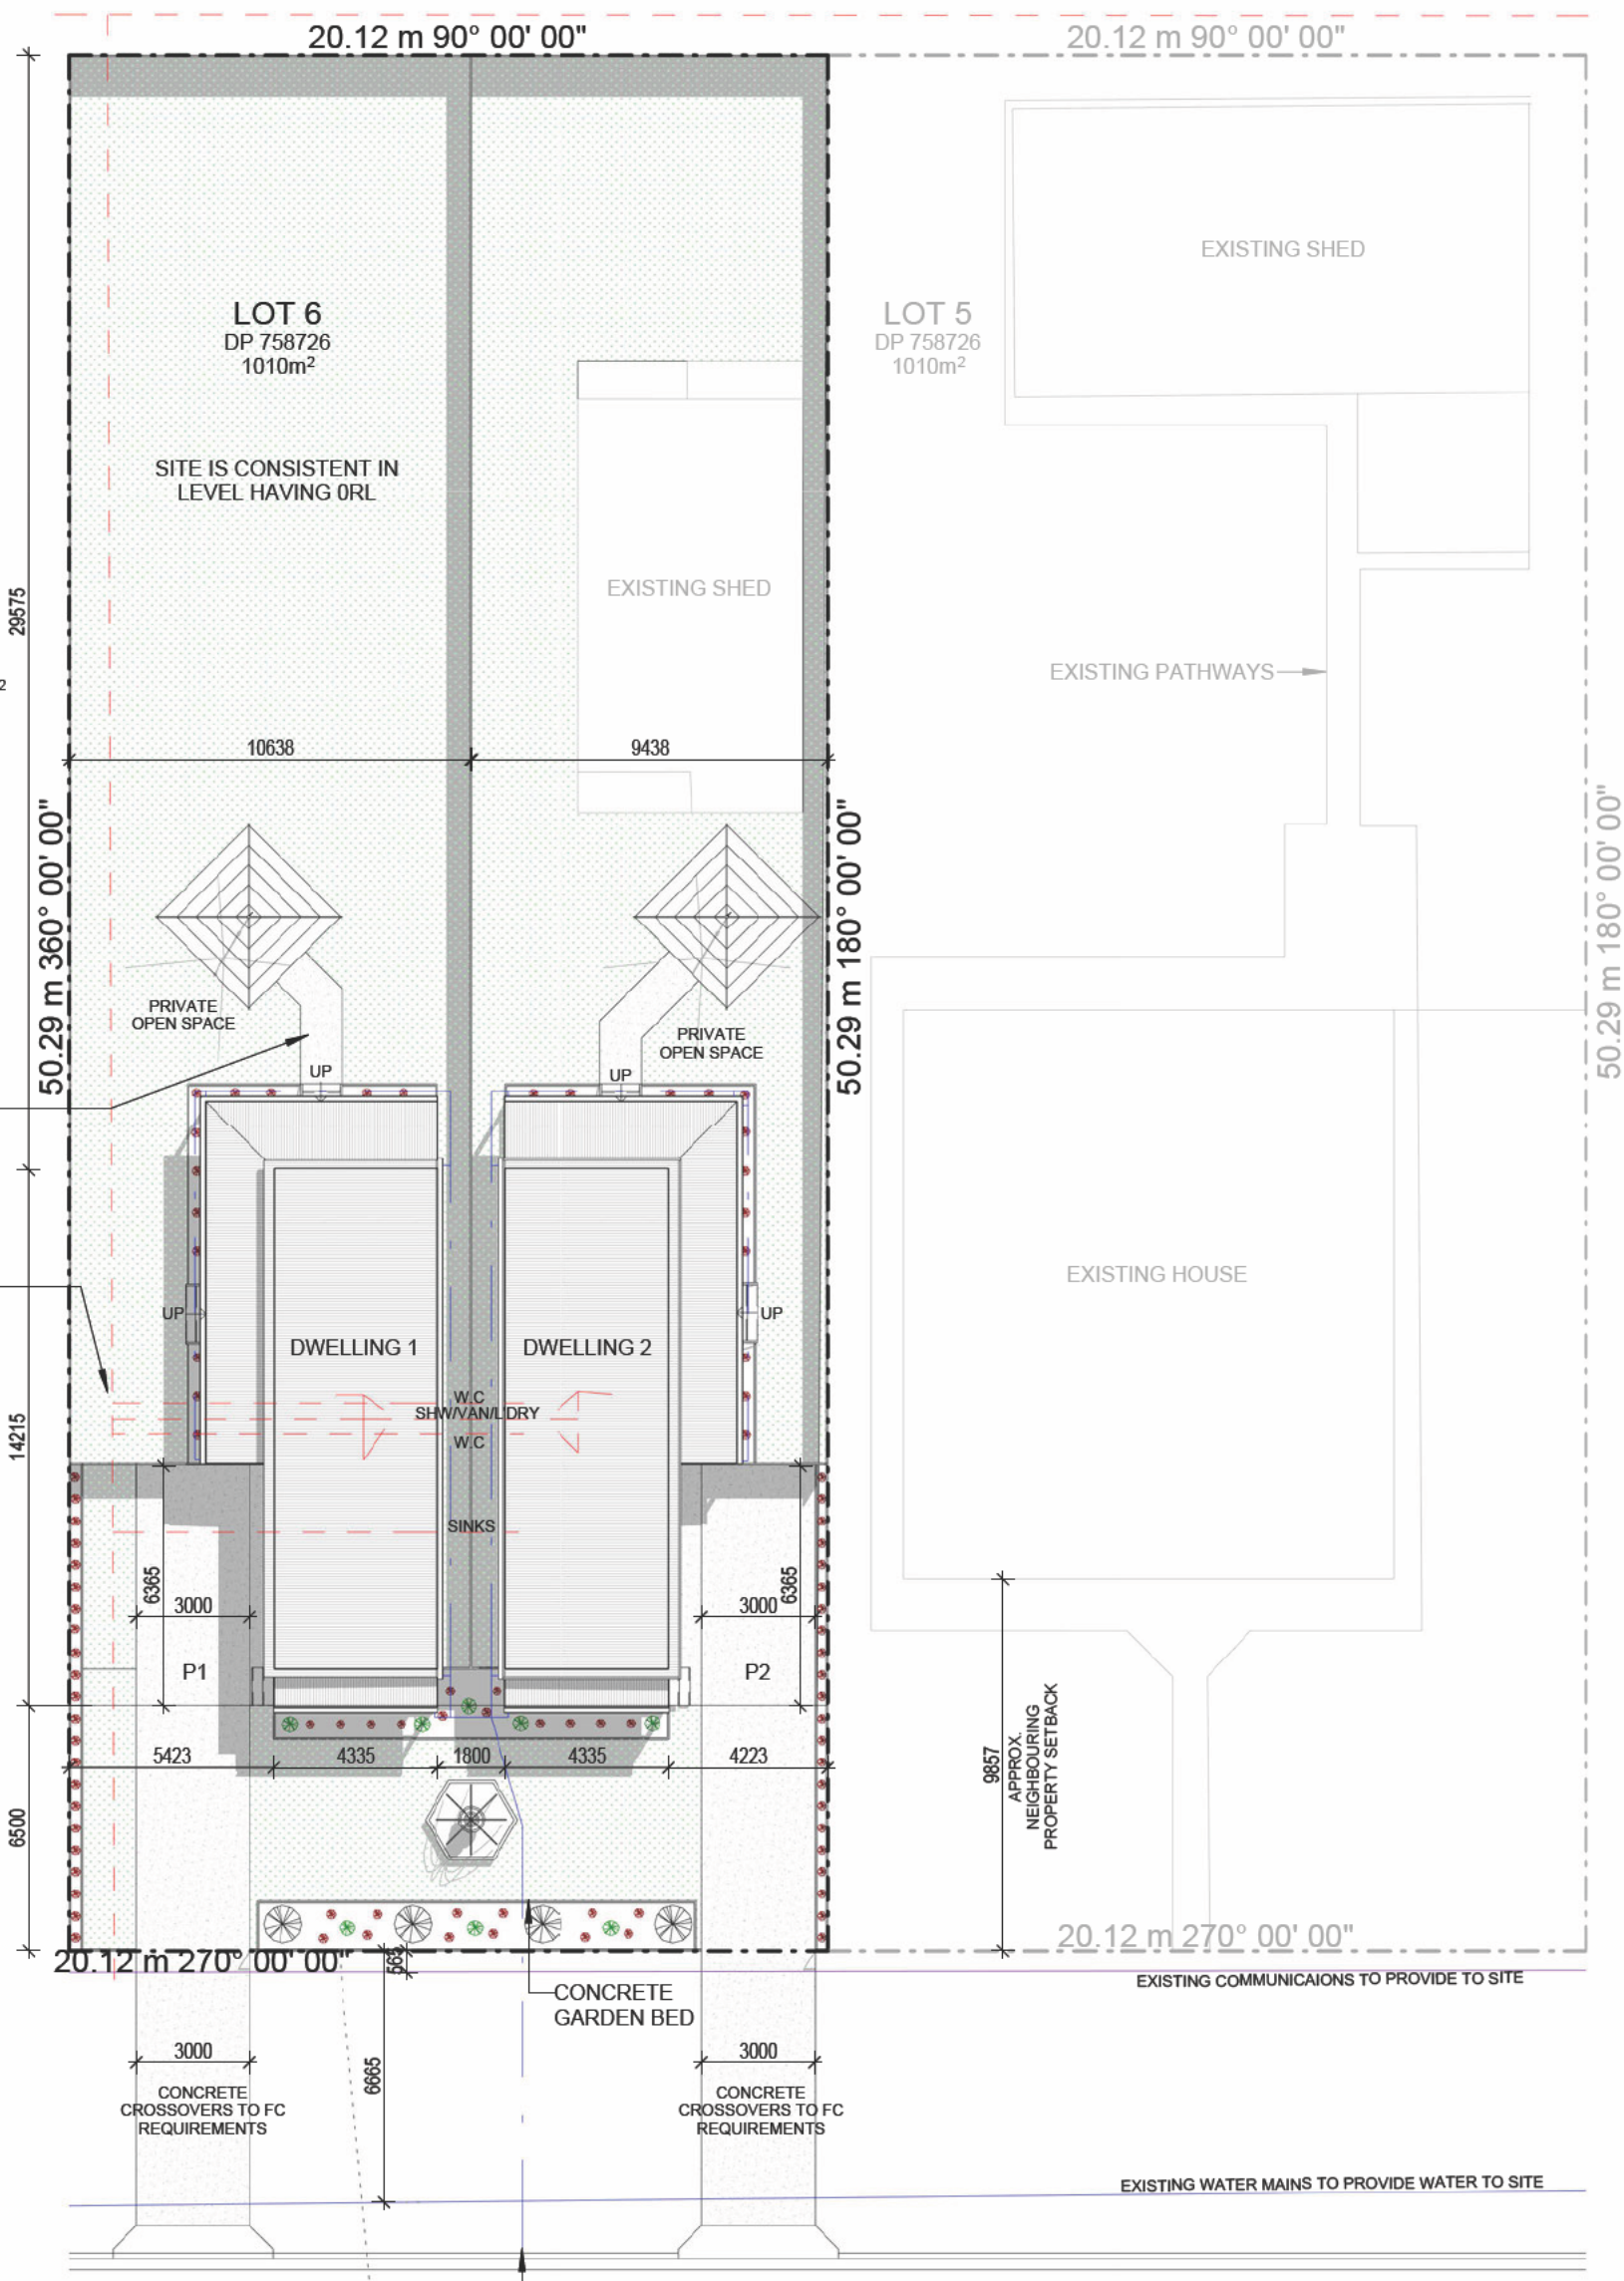 20.12 m 90° 00' 00"
20.12 m 90° 00' 00"
LOT 6
DP 758726
1010m²
LOT 5
DP 758726
1010m²
EXISTING SHED
SITE IS CONSISTENT IN
LEVEL HAVING 0RL
EXISTING SHED
29575
2
EXISTING PATHWAYS
10638
9438
50.29 m 360° 00' 00"
50.29 m 180° 00' 00"
50.29 m 180° 00' 00"
PRIVATE
OPEN SPACE
PRIVATE
OPEN SPACE
UP
UP
EXISTING HOUSE
UP
UP
DWELLING 1
DWELLING 2
W.C
SHW/VAN/L'DRY
W.C
14215
SINKS
6365
6365
3000
3000
P1
P2
5423
4335
1800
4335
4223
9857
APPROX.
NEIGHBOURING
PROPERTY SETBACK
6500
20.12 m 270° 00' 00"
20.12 m 270° 00' 00"
565
EXISTING COMMUNICAIONS TO PROVIDE TO SITE
CONCRETE
GARDEN BED
3000
3000
6665
CONCRETE
CROSSOVERS TO FC
REQUIREMENTS
CONCRETE
CROSSOVERS TO FC
REQUIREMENTS
EXISTING WATER MAINS TO PROVIDE WATER TO SITE